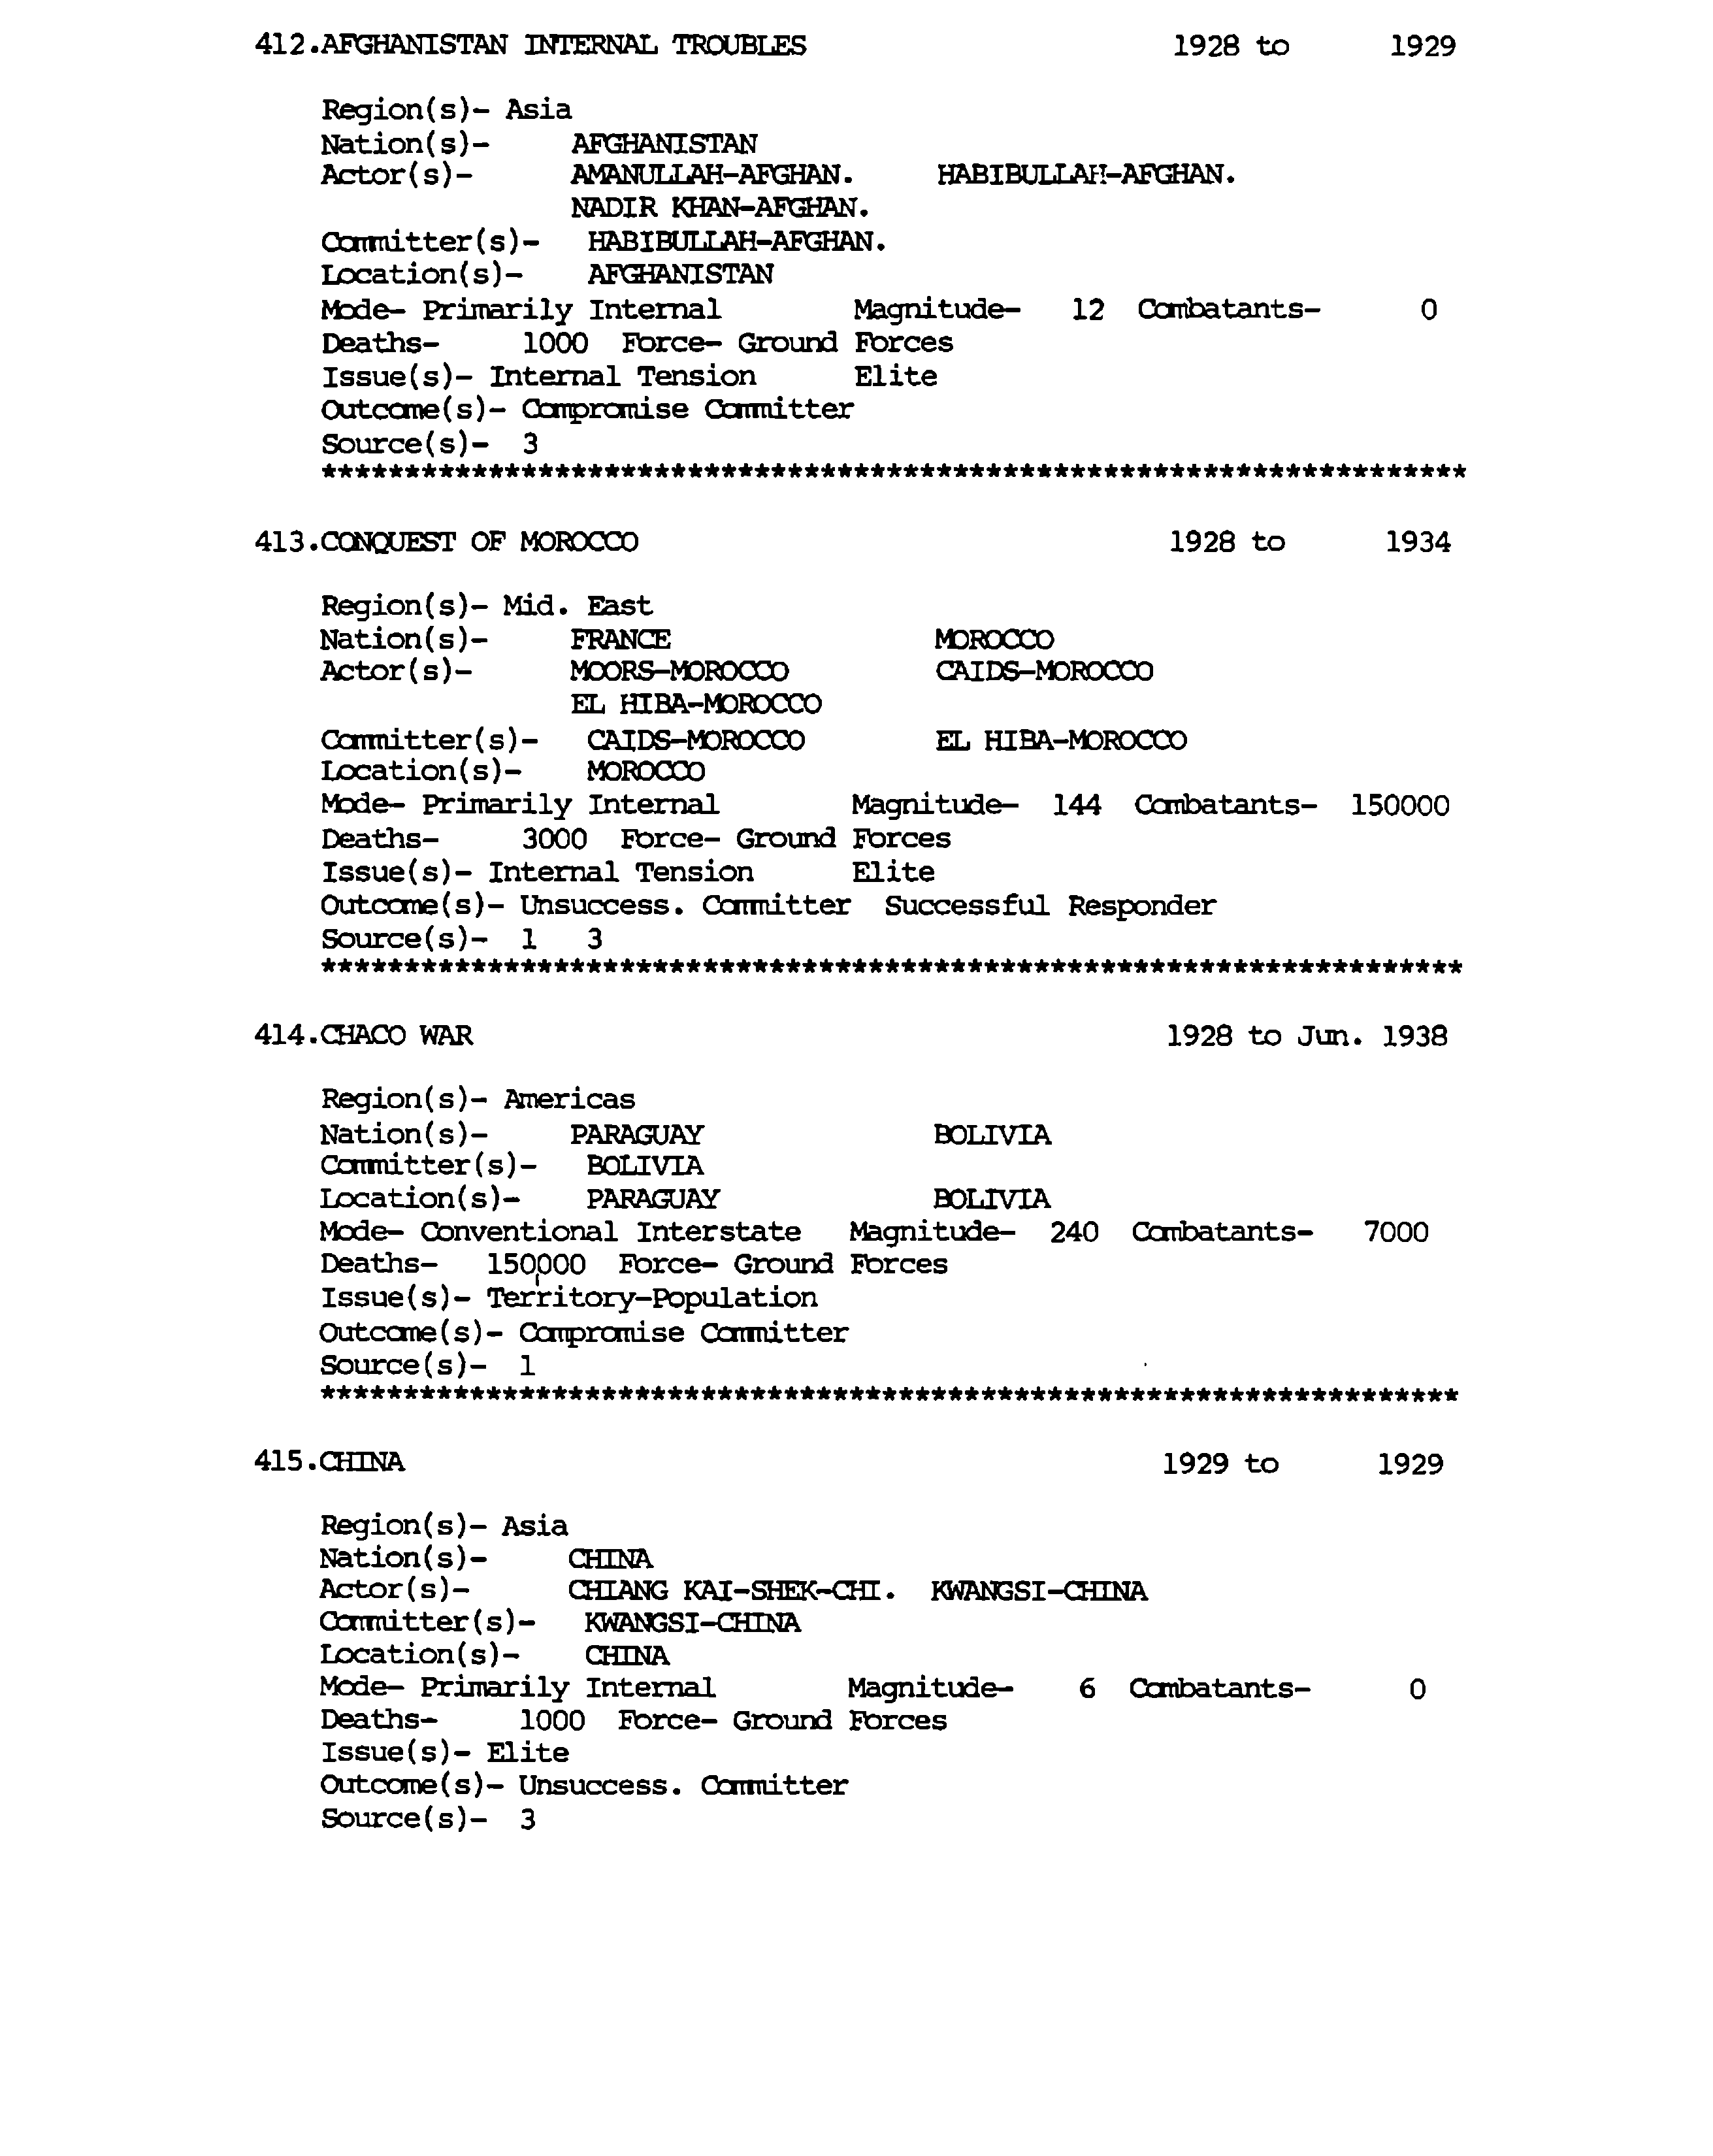 412.AFGHANISTAN INTERNAL TROUBLES 1928 to 1929
Region(s)- Asia
Nation(s)- AFGHANISTAN
Actor(s)- AMANULLAH-AFGHAN. HABIBULLAH-AFGHAN.
NADIR KHAN-AFGHAN.
Committer(s)- HABIBULLAH-AFGHAN.
Location(s)- AFGHANISTAN
Mode- Primarily Internal Magnitude- 12 Combatants- 0
Deaths- 1000 Force- Ground Forces
Issue(s)- Internal Tension Elite
Outcome(s)- Compromise Committer
Source(s)- 3
*********************************************************************
413.CONQUEST OF MOROCCO 1928 to 1934
Region(s)- Mid. East
Nation(s)- FRANCE MOROCCO
Actor(s)- MOORS-MOROCCO CAIDS-MOROCCO
EL HIBA-MOROCCO
Committer(s)- CAIDS-MOROCCO EL HIBA-MOROCCO
Location(s)- MOROCCO
Mode- Primarily Internal Magnitude- 144 Combatants- 150000
Deaths- 3000 Force- Ground Forces
Issue(s)- Internal Tension Elite
Outcome(s)- Unsuccess. Committer Successful Responder
Source(s)- 1 3
*********************************************************************
414.CHACO WAR 1928 to Jun. 1938
Region(s)- Americas
Nation(s)- PARAGUAY BOLIVIA
Committer(s)- BOLIVIA
Location(s)- PARAGUAY BOLIVIA
Mode- Conventional Interstate Magnitude- 240 Combatants- 7000
Deaths- 150000 Force- Ground Forces
Issue(s)- Territory-Population
Outcome(s)- Compromise Committer
Source(s)- 1
*********************************************************************
415.CHINA 1929 to 1929
Region(s)- Asia
Nation(s)- CHINA
Actor(s)- CHIANG KAI-SHEK-CHI. KWANGSI-CHINA
Committer(s)- KWANGSI-CHINA
Location(s)- CHINA
Mode- Primarily Internal Magnitude- 6 Combatants- 0
Deaths- 1000 Force- Ground Forces
Issue(s)- Elite
Outcome(s)- Unsuccess. Committer
Source(s)- 3